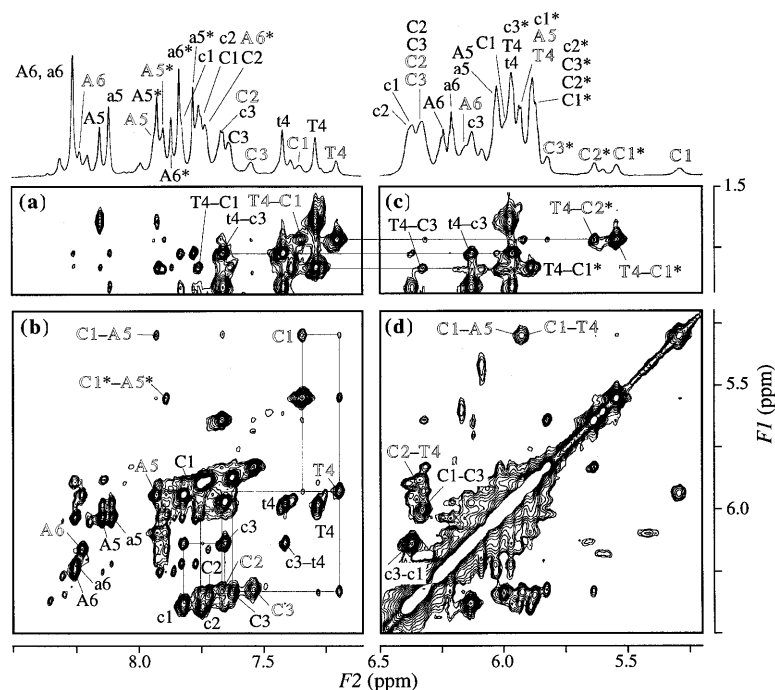 C2
C3
C2
C3
c3*
C1
T4
t4
c1*
A5
T4
c2*
C3*
C2*
C1*
a5*
c2
A6*
a6*
c1
C1
C2
A5*
A6, a6
A6
A5
a5
A5*
A5
A6*
C2
c3
C3
C3
t4
C1
T4
T4
c1
c2
A6
a6
A6
c3
A5
a5
C3*
C2*
C1*
C1
(a)
T4–C1
t4–c3
T4–C1
(c)
T4–C3
t4–c3
T4–C2*
T4–C1*
T4–C1*
1.5
(b)
C1–A5
C1
C1*–A5*
A5
C1
T4
t4
T4
A6
A5
a5
c3
c3–t4
C2
C2
a6
A6
c1
c2
C3
C3
(d)
C1–A5
C1–T4
C2–T4
C1–C3
c3–c1
5.5
6.0
F1 (ppm)
8.0
7.5
6.5
6.0
5.5
F2 (ppm)